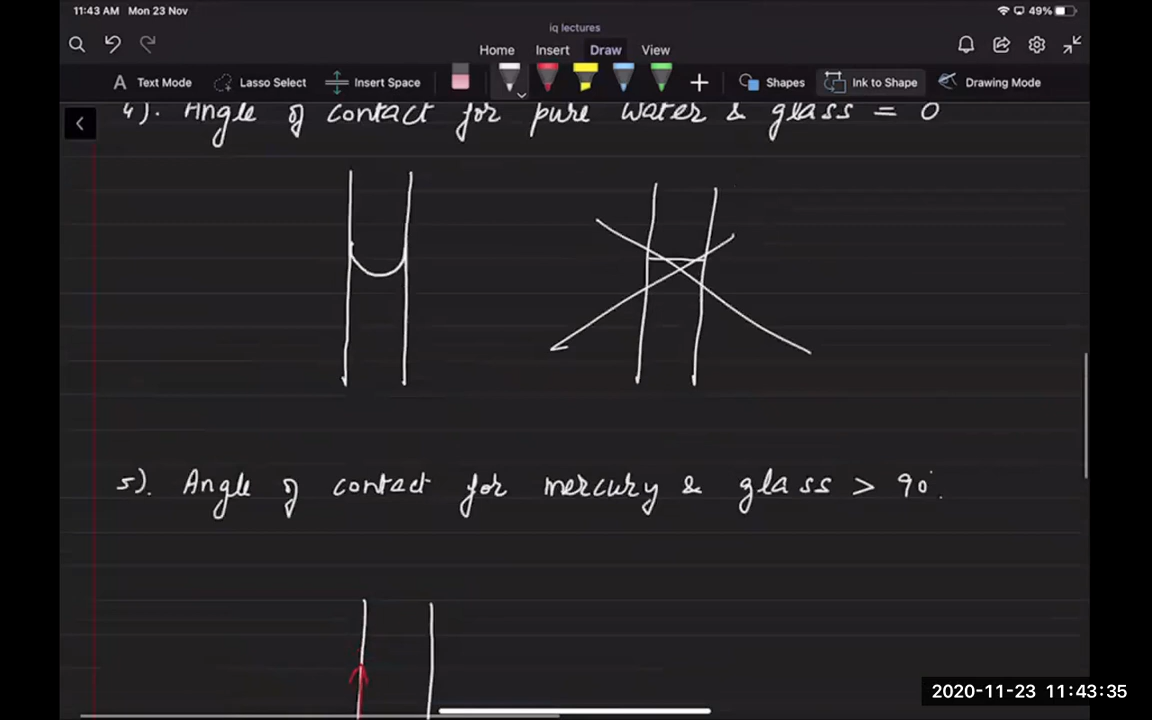 11:43 AM Mon 23 Nov
49%
iq lectures
Home Insert Draw View
Text Mode Lasso Select Insert Space Shapes Ink to Shape Drawing Mode
4). Angle of contact for pure water & glass = 0
5). Angle of contact for mercury & glass > 90°.
2020-11-23 11:43:35